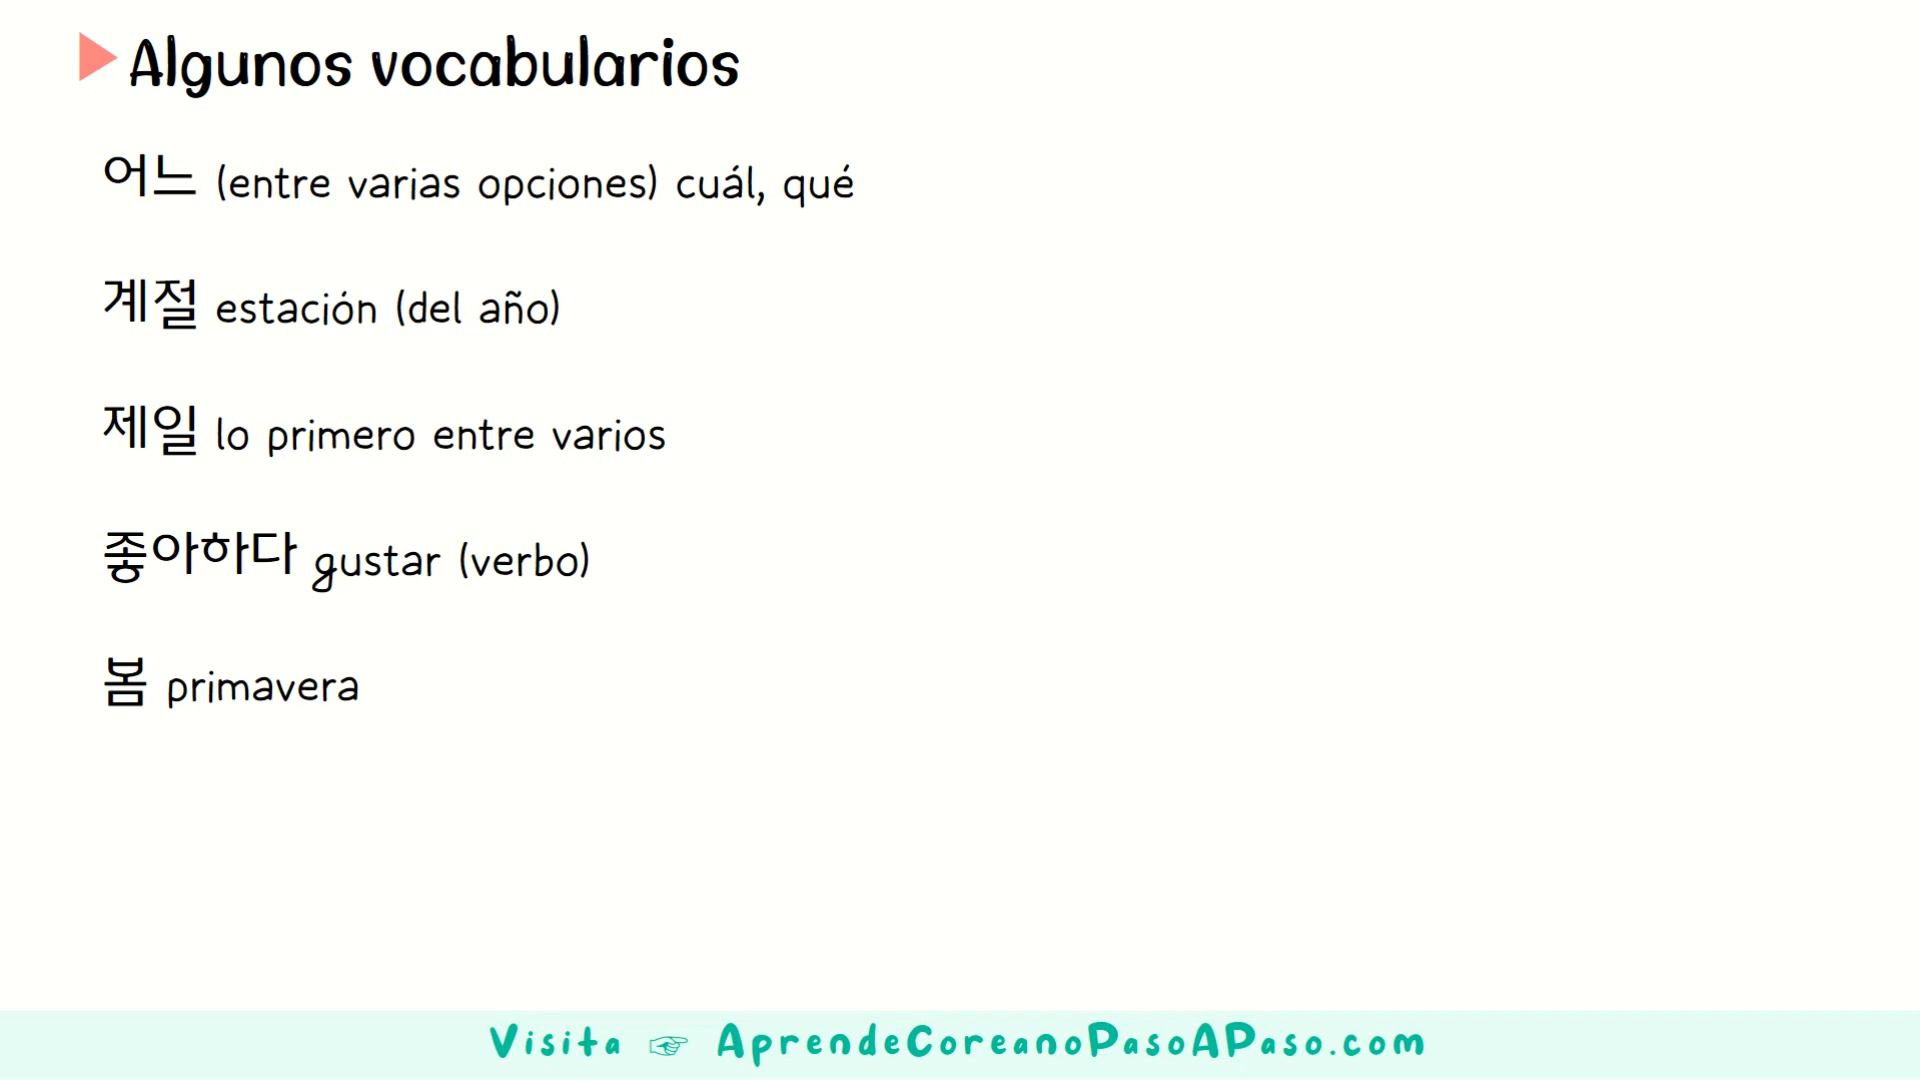 Algunos vocabularios
어느 (entre varias opciones) cuál, qué
계절 estación (del año)
제일 lo primero entre varios
좋아하다 gustar (verbo)
봄 primavera
Visita ☞ AprendeCoreanoPasoAPaso.com